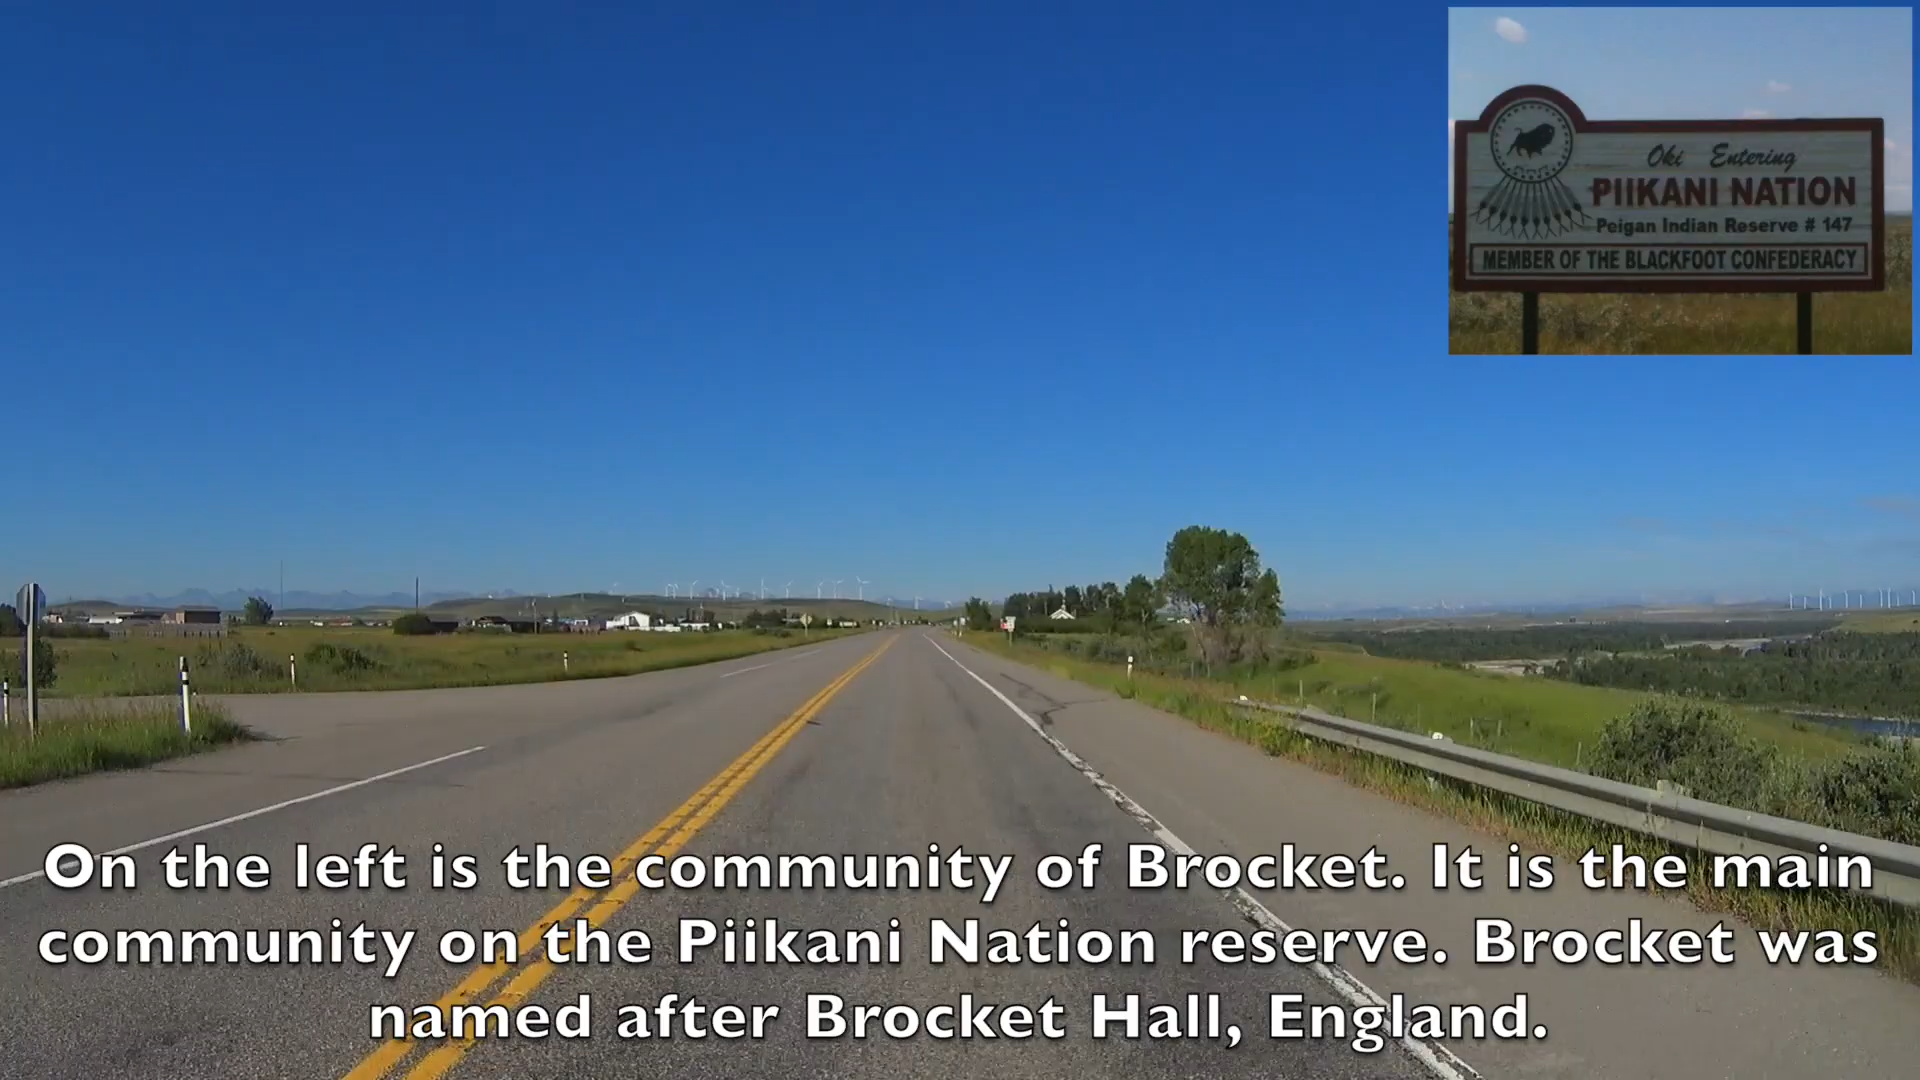 Oki Entering
PIIKANI NATION
Peigan Indian Reserve # 147
MEMBER OF THE BLACKFOOT CONFEDERACY
On the left is the community of Brocket. It is the main
community on the Piikani Nation reserve. Brocket was
named after Brocket Hall, England.